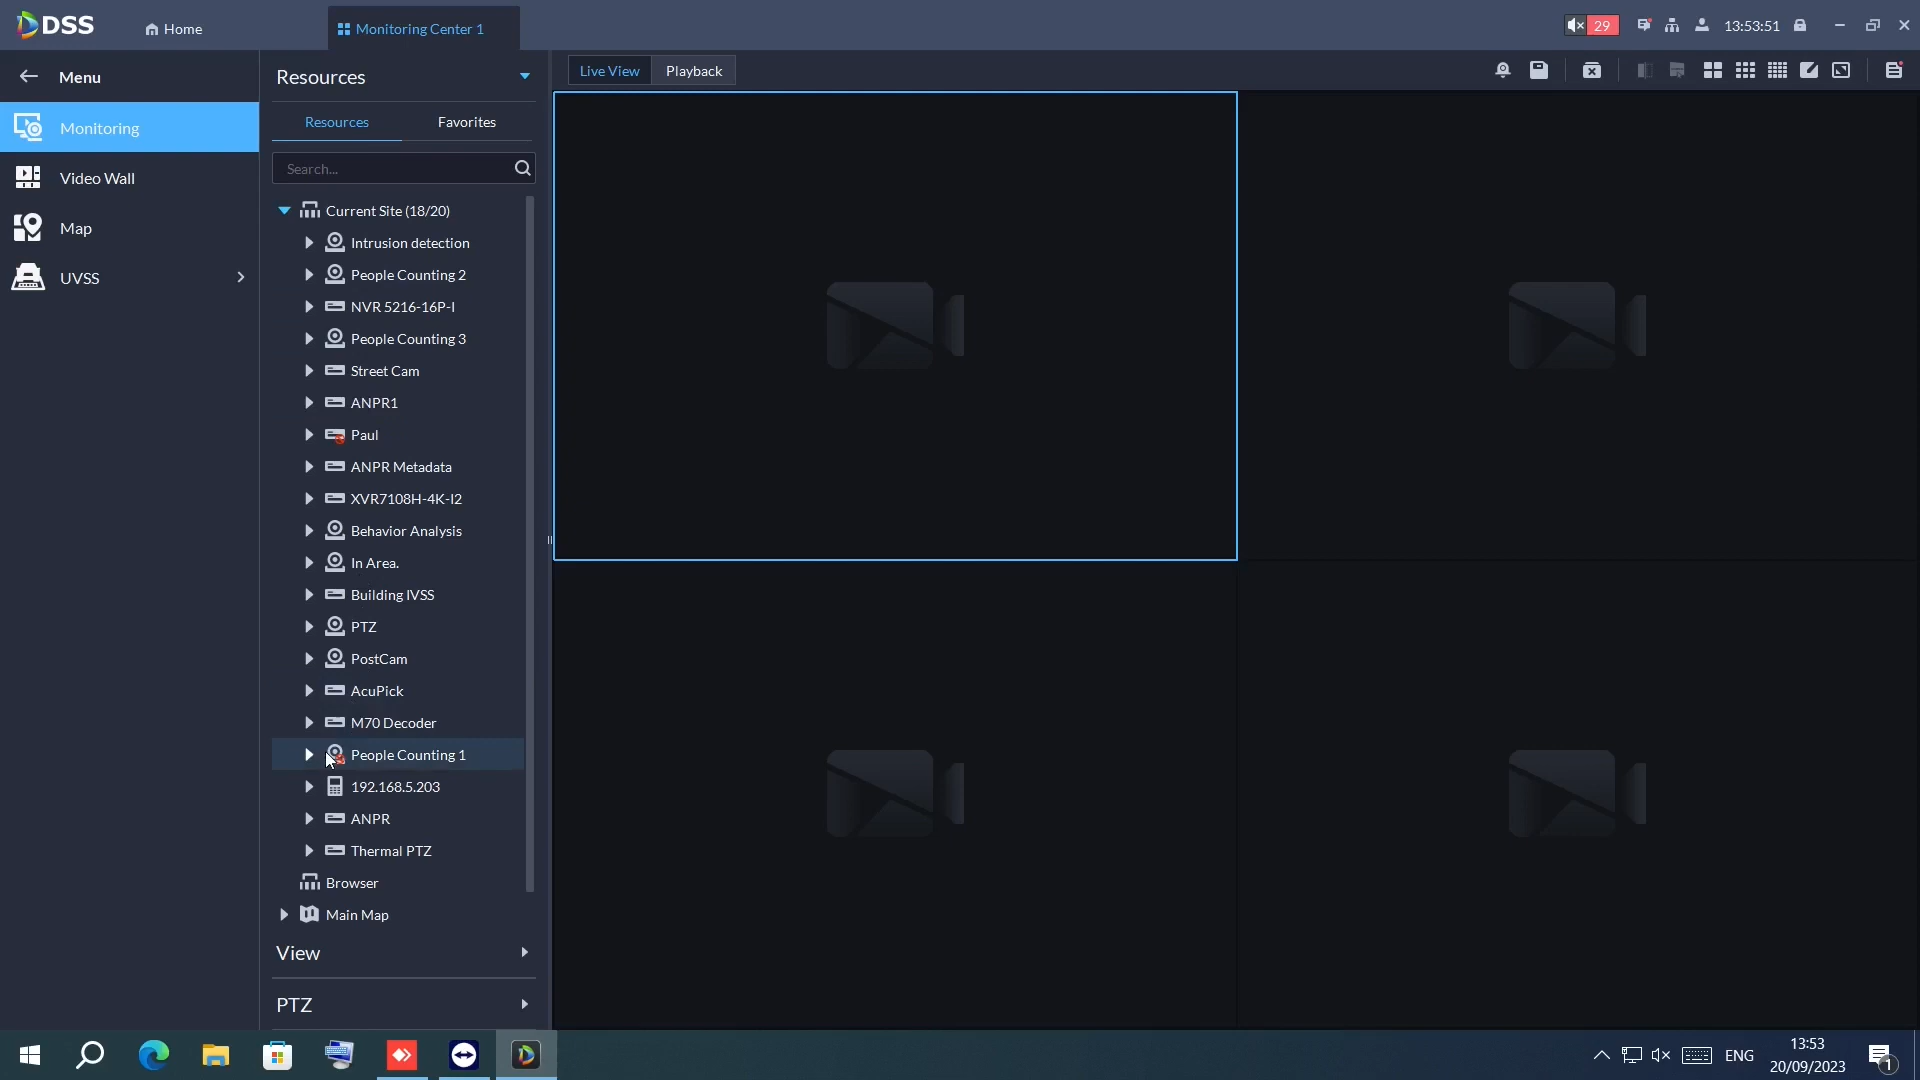 DSS
Home
Monitoring Center 1
29
13:53:51
Menu
Monitoring
Video Wall
Map
UVSS
Resources
Resources
Favorites
Search...
Current Site (18/20)
Intrusion detection
People Counting 2
NVR 5216-16P-I
People Counting 3
Street Cam
ANPR1
Paul
ANPR Metadata
XVR7108H-4K-I2
Behavior Analysis
In Area.
Building IVSS
PTZ
PostCam
AcuPick
M70 Decoder
People Counting 1
192.168.5.203
ANPR
Thermal PTZ
Browser
Main Map
View
PTZ
Live View
Playback
ENG
13:53
20/09/2023
1